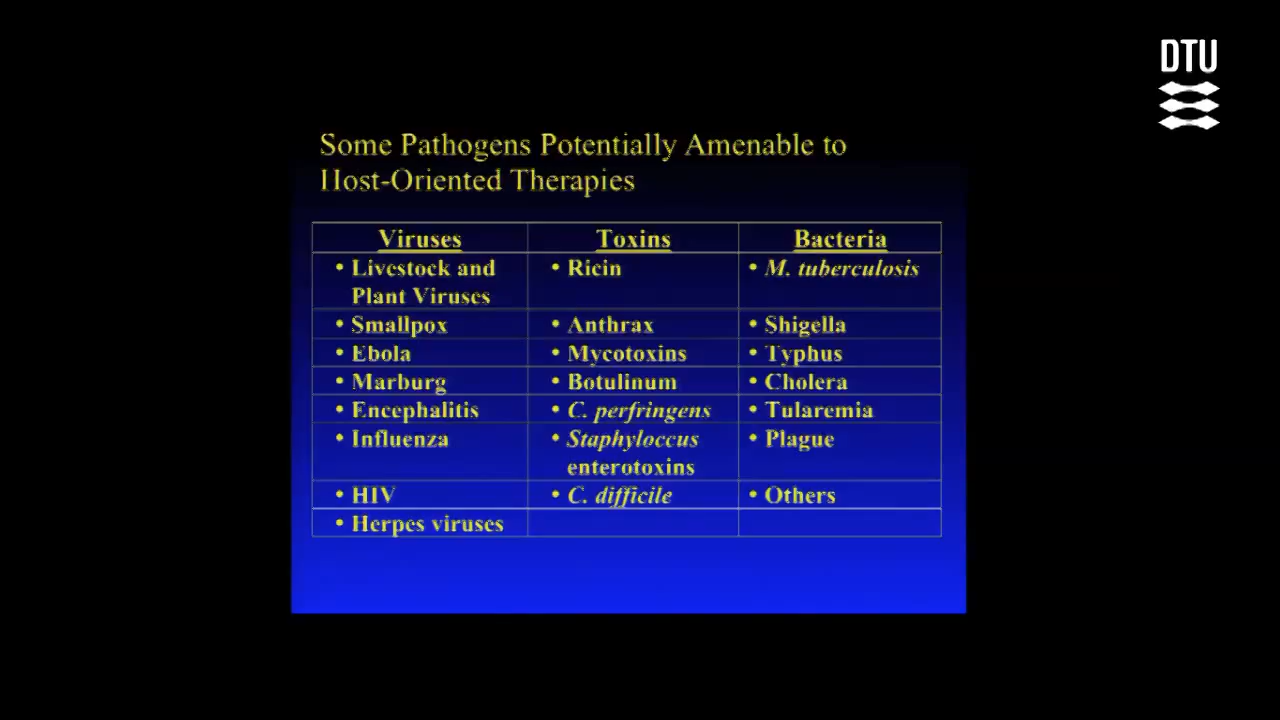 DTU
Some Pathogens Potentially Amenable to
Host-Oriented Therapies
Viruses Toxins Bacteria
• Livestock and • Ricin • M. tuberculosis
Plant Viruses
• Smallpox • Anthrax • Shigella
• Ebola • Mycotoxins • Typhus
• Marburg • Botulinum • Cholera
• Encephalitis • C. perfringens • Tularemia
• Influenza • Staphyloccus • Plague
enterotoxins
• HIV • C. difficile • Others
• Herpes viruses